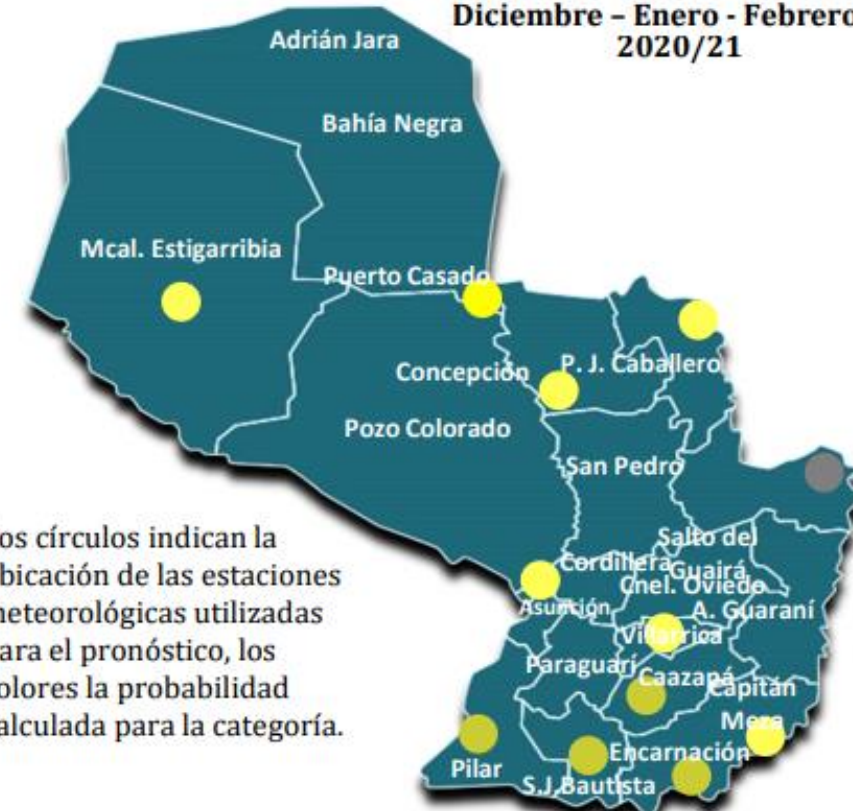 Diciembre – Enero - Febrero
2020/21
Adrián Jara
Bahía Negra
Mcal. Estigarribia
Puerto Casado
Concepción
P. J. Caballero
Pozo Colorado
San Pedro
os círculos indican la
bicación de las estaciones
neteorológicas utilizadas
ara el pronóstico, los
olores la probabilidad
alculada para la categoría.
Salto del
Guairá
Cordillera
Cnel. Oviedo
Asunción
A. Guaraní
Villarrica
Paraguarí
Caazapá
Capitán
Meza
Encarnación
Pilar
S.J.Bautista